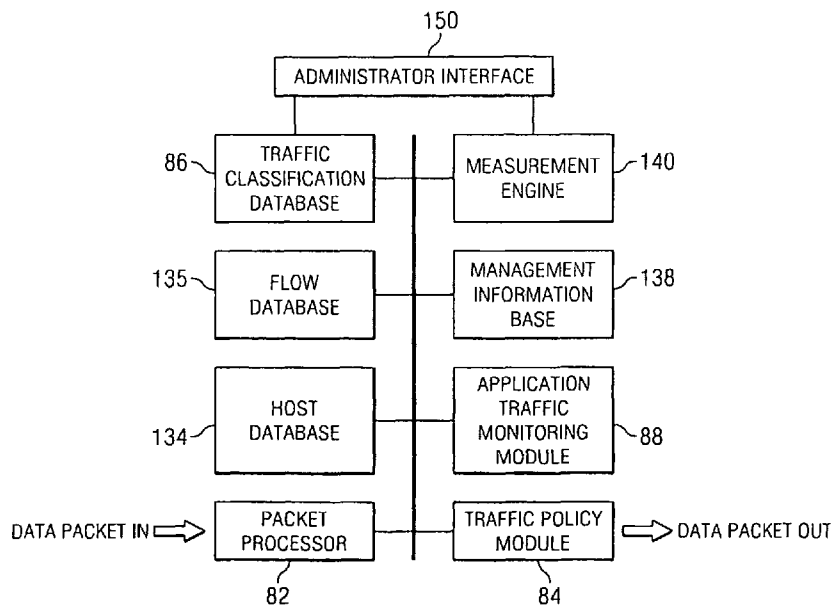 150
ADMINISTRATOR INTERFACE
86
TRAFFIC
CLASSIFICATION
DATABASE
MEASUREMENT
ENGINE
140
135
FLOW
DATABASE
MANAGEMENT
INFORMATION
BASE
138
134
HOST
DATABASE
APPLICATION
TRAFFIC
MONITORING
MODULE
88
DATA PACKET IN
PACKET
PROCESSOR
82
TRAFFIC POLICY
MODULE
84
DATA PACKET OUT